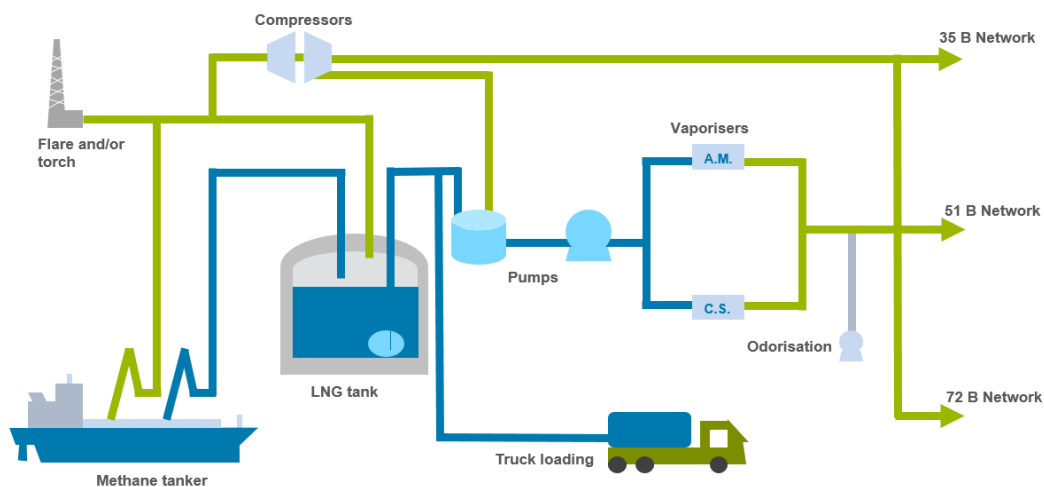 Compressors
35 B Network
Flare and/or
torch
Vaporisers
A.M.
51 B Network
Pumps
C.S.
Odorisation
LNG tank
72 B Network
Truck loading
Methane tanker